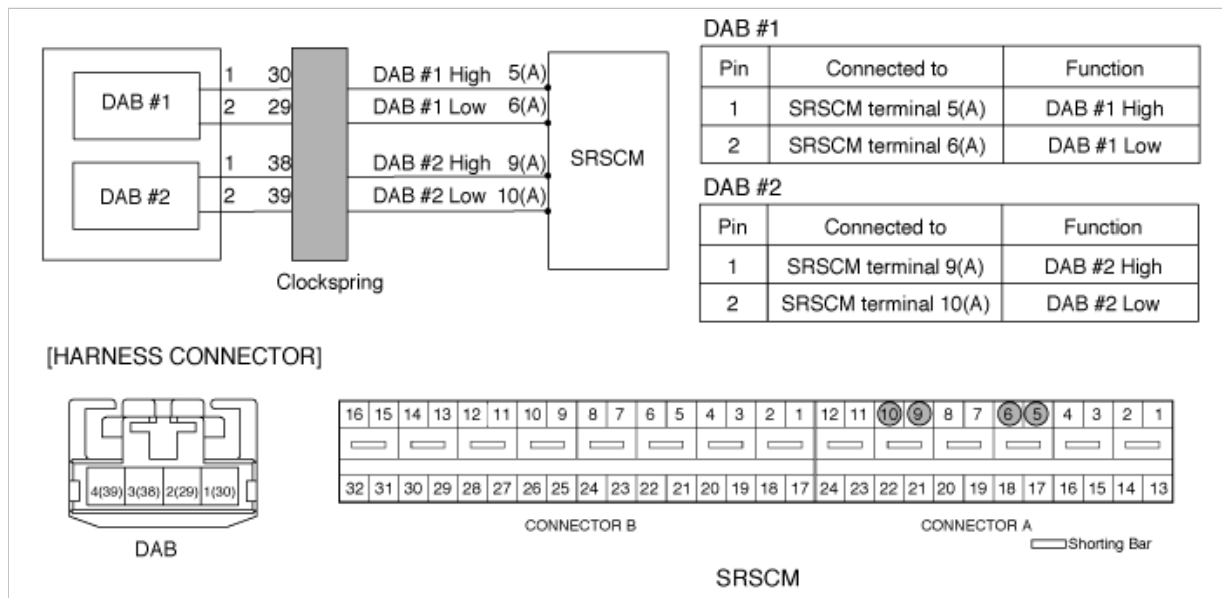 DAB #1
1 30 DAB #1 High 5(A)
DAB #1
2 29 DAB #1 Low 6(A)
1 38 DAB #2 High 9(A)
DAB #2
2 39 DAB #2 Low 10(A)
SRSCM
Clockspring
Pin Connected to Function
1 SRSCM terminal 5(A) DAB #1 High
2 SRSCM terminal 6(A) DAB #1 Low
DAB #2
Pin Connected to Function
1 SRSCM terminal 9(A) DAB #2 High
2 SRSCM terminal 10(A) DAB #2 Low
[HARNESS CONNECTOR]
4(39) 3(38) 2(29) 1(30)
DAB
16 15 14 13 12 11 10 9 8 7 6 5 4 3 2 1 12 11 10 9 8 7 6 5 4 3 2 1
32 31 30 29 28 27 26 25 24 23 22 21 20 19 18 17 24 23 22 21 20 19 18 17 16 15 14 13
CONNECTOR B CONNECTOR A
Shorting Bar
SRSCM